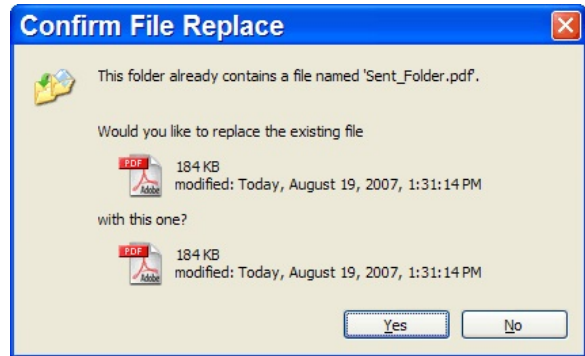 Confirm File Replace
This folder already contains a file named 'Sent_Folder.pdf'.
Would you like to replace the existing file
PDF
Adobe
184 KB
modified: Today, August 19, 2007, 1:31:14 PM
with this one?
PDF
Adobe
184 KB
modified: Today, August 19, 2007, 1:31:14 PM
Yes
No